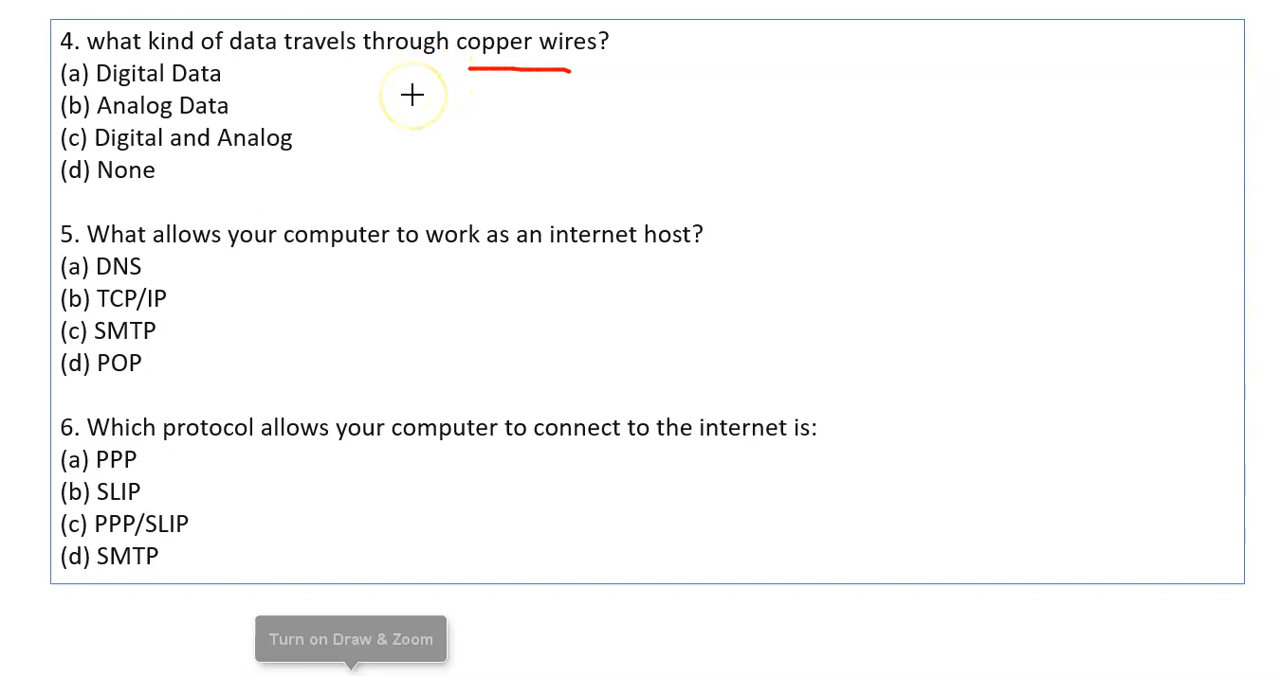 4. what kind of data travels through copper wires?
(a) Digital Data
(b) Analog Data
(c) Digital and Analog
(d) None
5. What allows your computer to work as an internet host?
(a) DNS
(b) TCP/IP
(c) SMTP
(d) POP
6. Which protocol allows your computer to connect to the internet is:
(a) PPP
(b) SLIP
(c) PPP/SLIP
(d) SMTP
Turn on Draw & Zoom